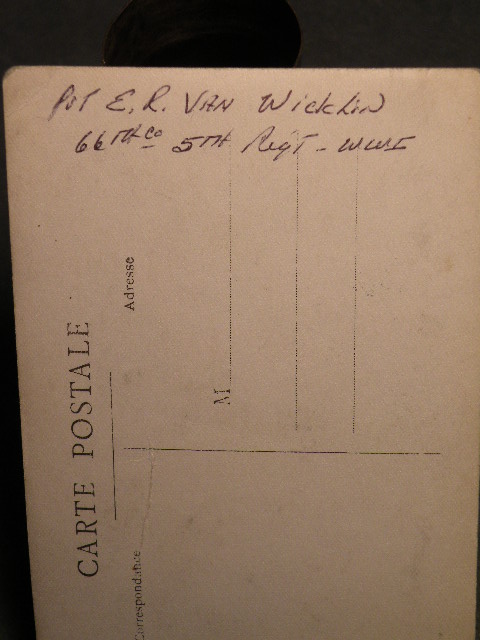 Pvt E. R. Van Wicklin
66TH Co 5TH Regt - WWI
CARTE POSTALE
Adresse
M
Correspondance